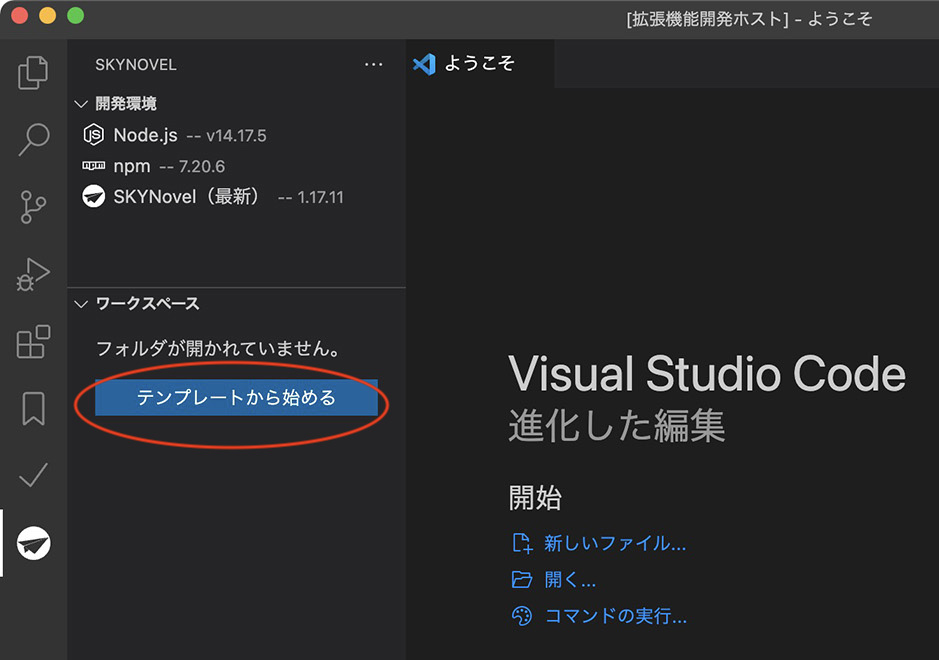 [拡張機能開発ホスト] - ようこそ
SKYNOVEL
ようこそ
開発環境
Node.js -- v14.17.5
npm -- 7.20.6
SKYNovel（最新） -- 1.17.11
ワークスペース
フォルダが開かれていません。
テンプレートから始める
Visual Studio Code
進化した編集
開始
新しいファイル...
開く...
コマンドの実行...